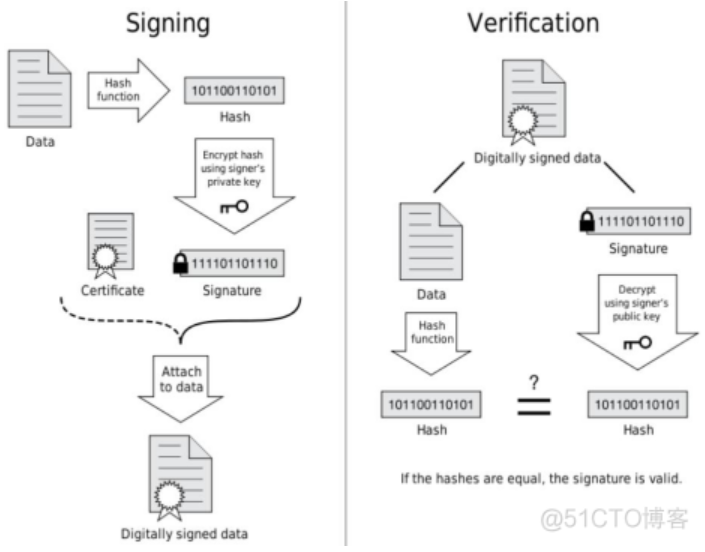 Signing
Hash
function
Data
101100110101
Hash
Encrypt hash
using signer's
private key
Certificate
111101101110
Signature
Attach
to data
Digitally signed data
Verification
Digitally signed data
Data
111101101110
Signature
Hash
function
Decrypt
using signer's
public key
101100110101
Hash
?
101100110101
Hash
If the hashes are equal, the signature is valid.
@51CTO博客